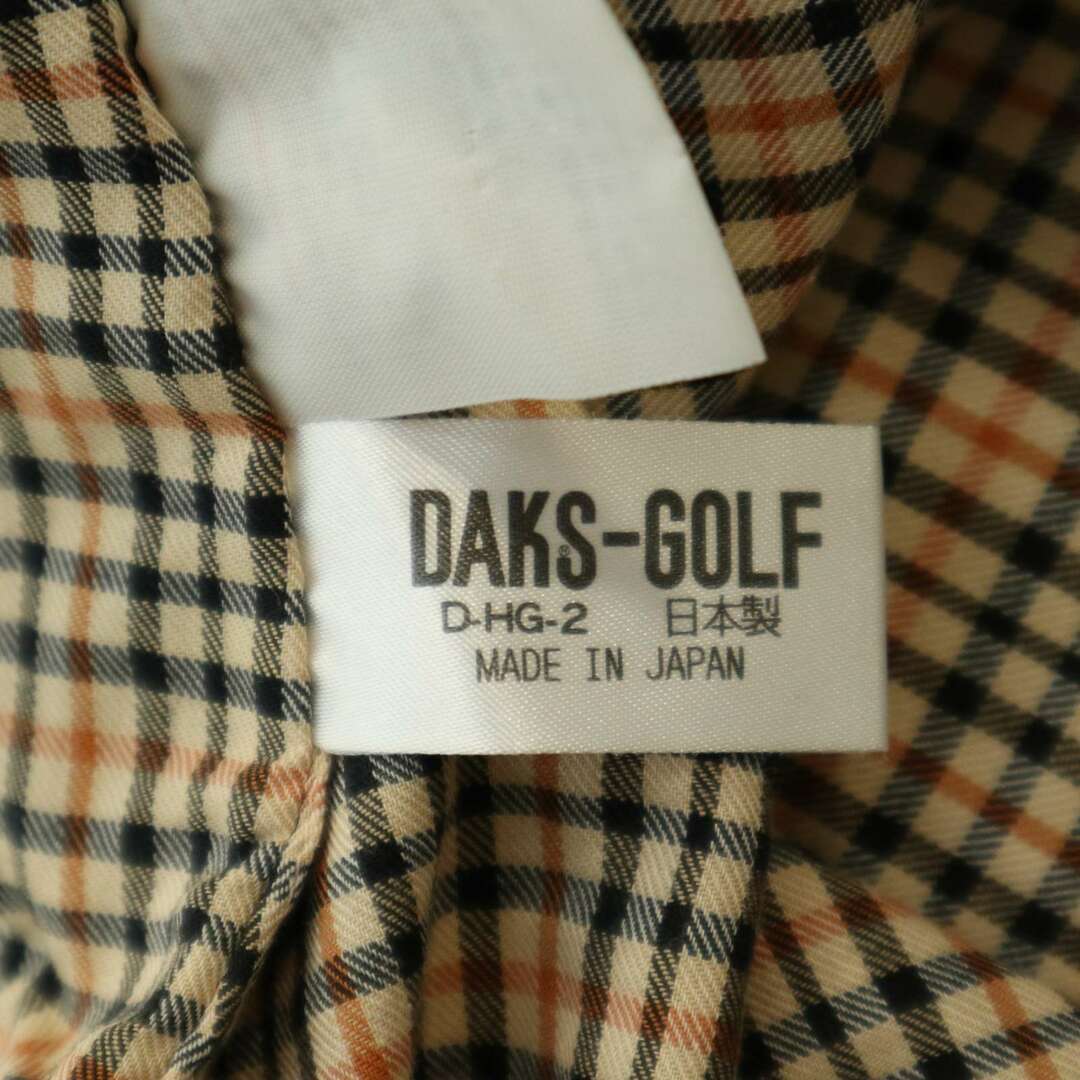 DAKS®-GOLF
D-HG-2 日本製
MADE IN JAPAN